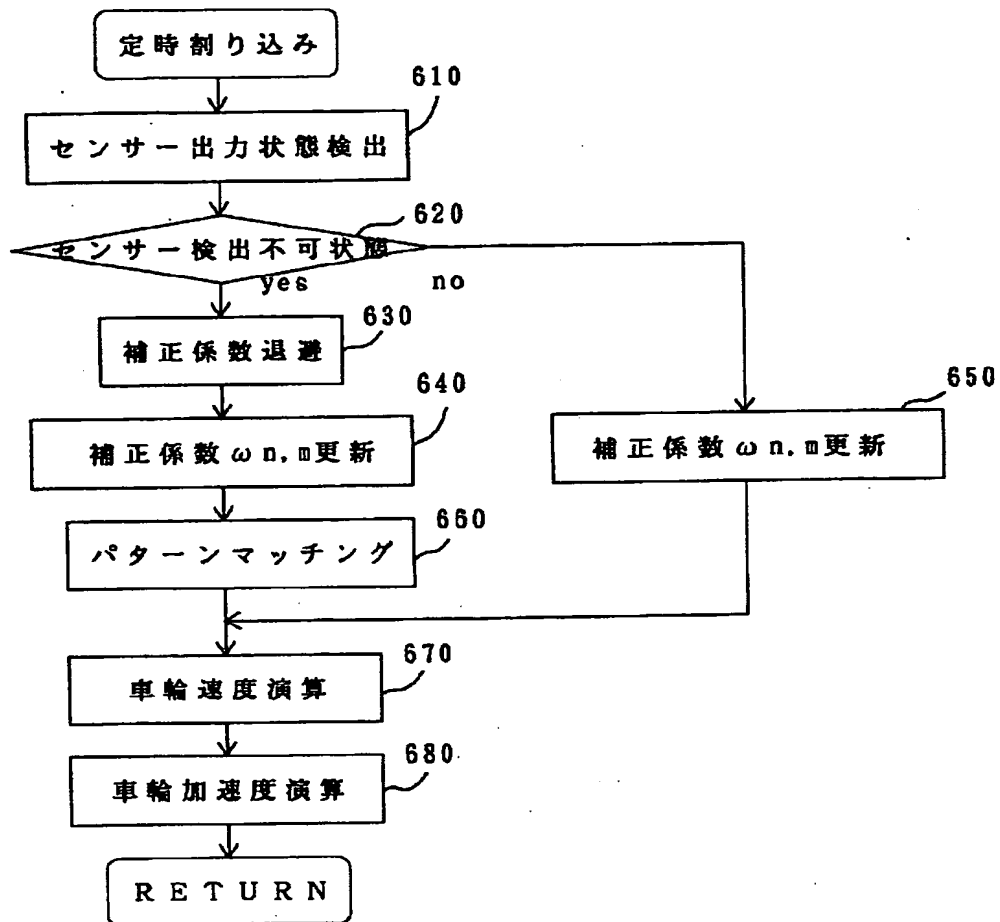 定時割り込み
610
センサー出力状態検出
620
センサー検出不可状態
yes no
630
補正係数退避
640
補正係数ωn,m更新
650
補正係数ωn,m更新
660
パターンマッチング
670
車輪速度演算
680
車輪加速度演算
RETURN